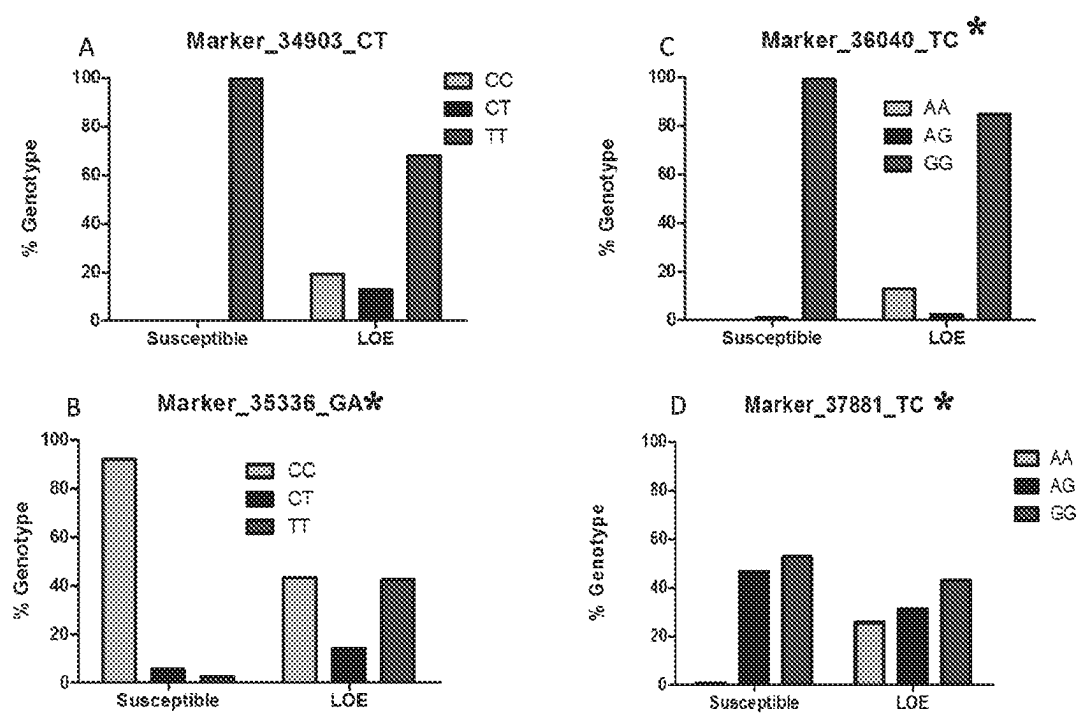 A
Marker_34903_CT
% Genotype
100
80
60
40
20
0
Susceptible
LOE
CC
CT
TT
B
Marker_35336_GA*
% Genotype
100
80
60
40
20
0
Susceptible
LOE
CC
CT
TT
C
Marker_36040_TC *
% Genotype
100
80
60
40
20
0
Susceptible
LOE
AA
AG
GG
D
Marker_37881_TC *
% Genotype
100
80
60
40
20
0
Susceptible
LOE
AA
AG
GG